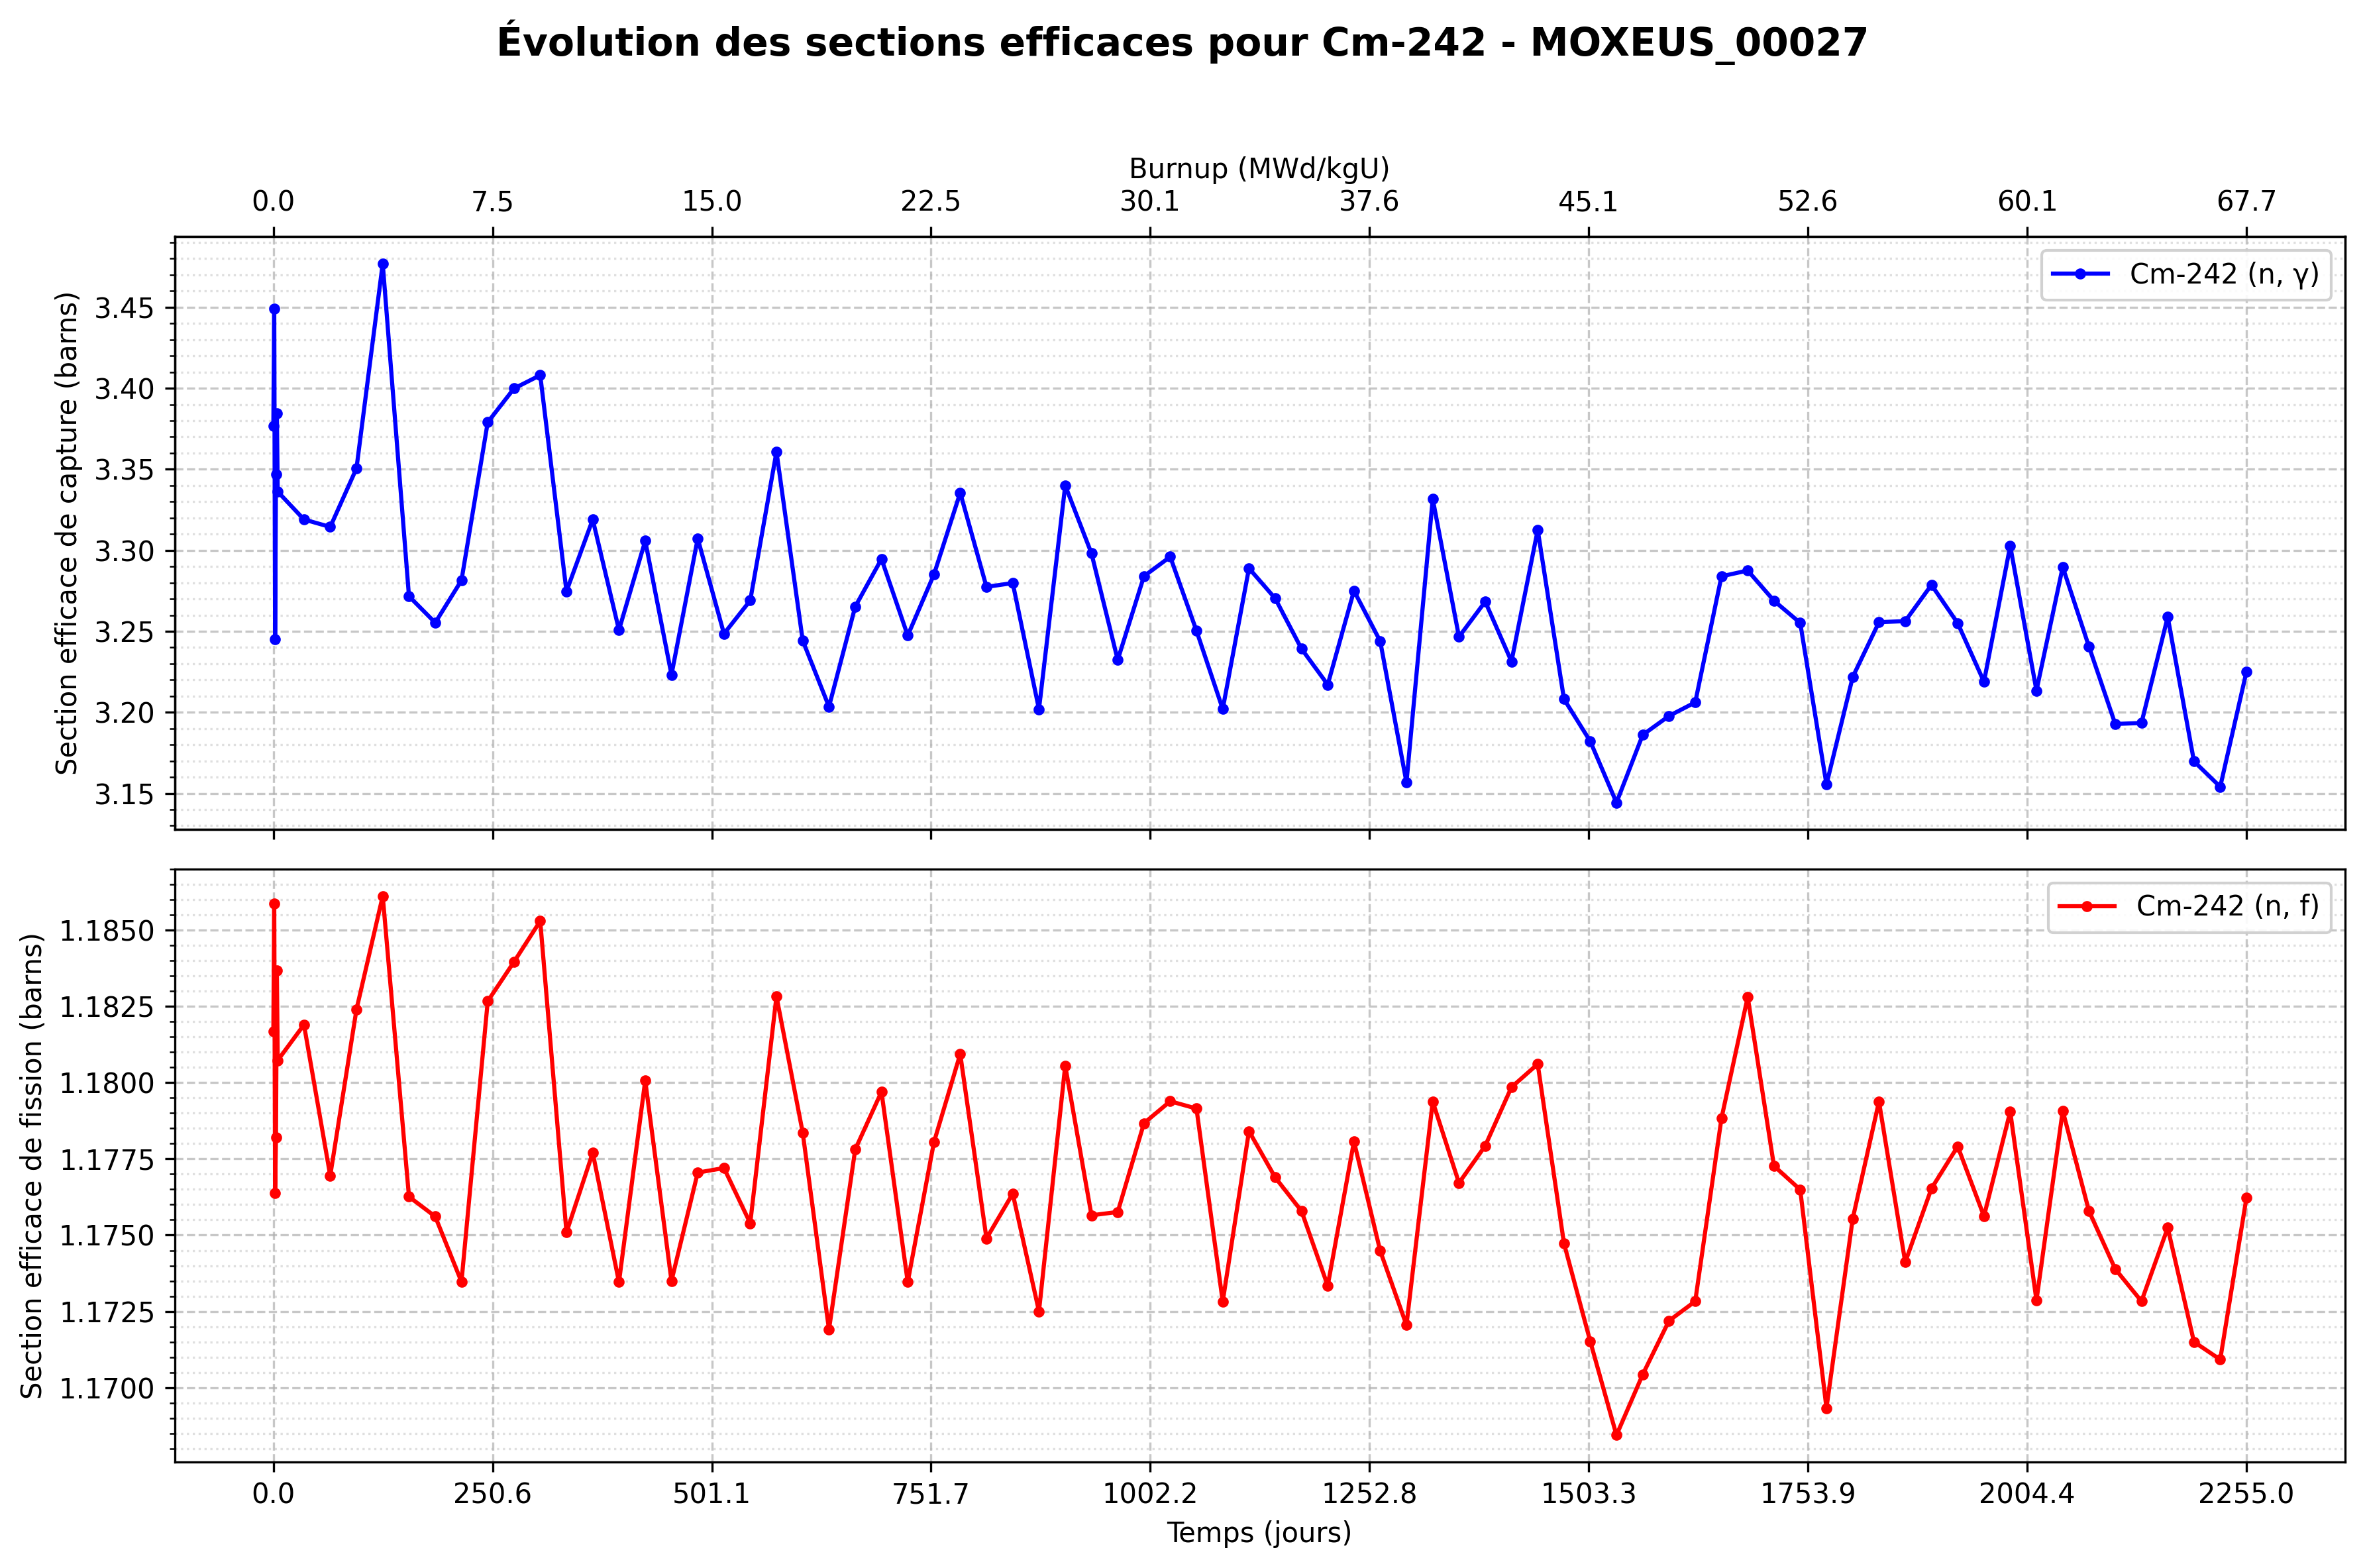 Évolution des sections efficaces pour Cm-242 - MOXEUS_00027
Burnup (MWd/kgU)
0.0 7.5 15.0 22.5 30.1 37.6 45.1 52.6 60.1 67.7
Section efficace de capture (barns)
3.45
3.40
3.35
3.30
3.25
3.20
3.15
Cm-242 (n, γ)
Section efficace de fission (barns)
1.1850
1.1825
1.1800
1.1775
1.1750
1.1725
1.1700
Cm-242 (n, f)
0.0 250.6 501.1 751.7 1002.2 1252.8 1503.3 1753.9 2004.4 2255.0
Temps (jours)